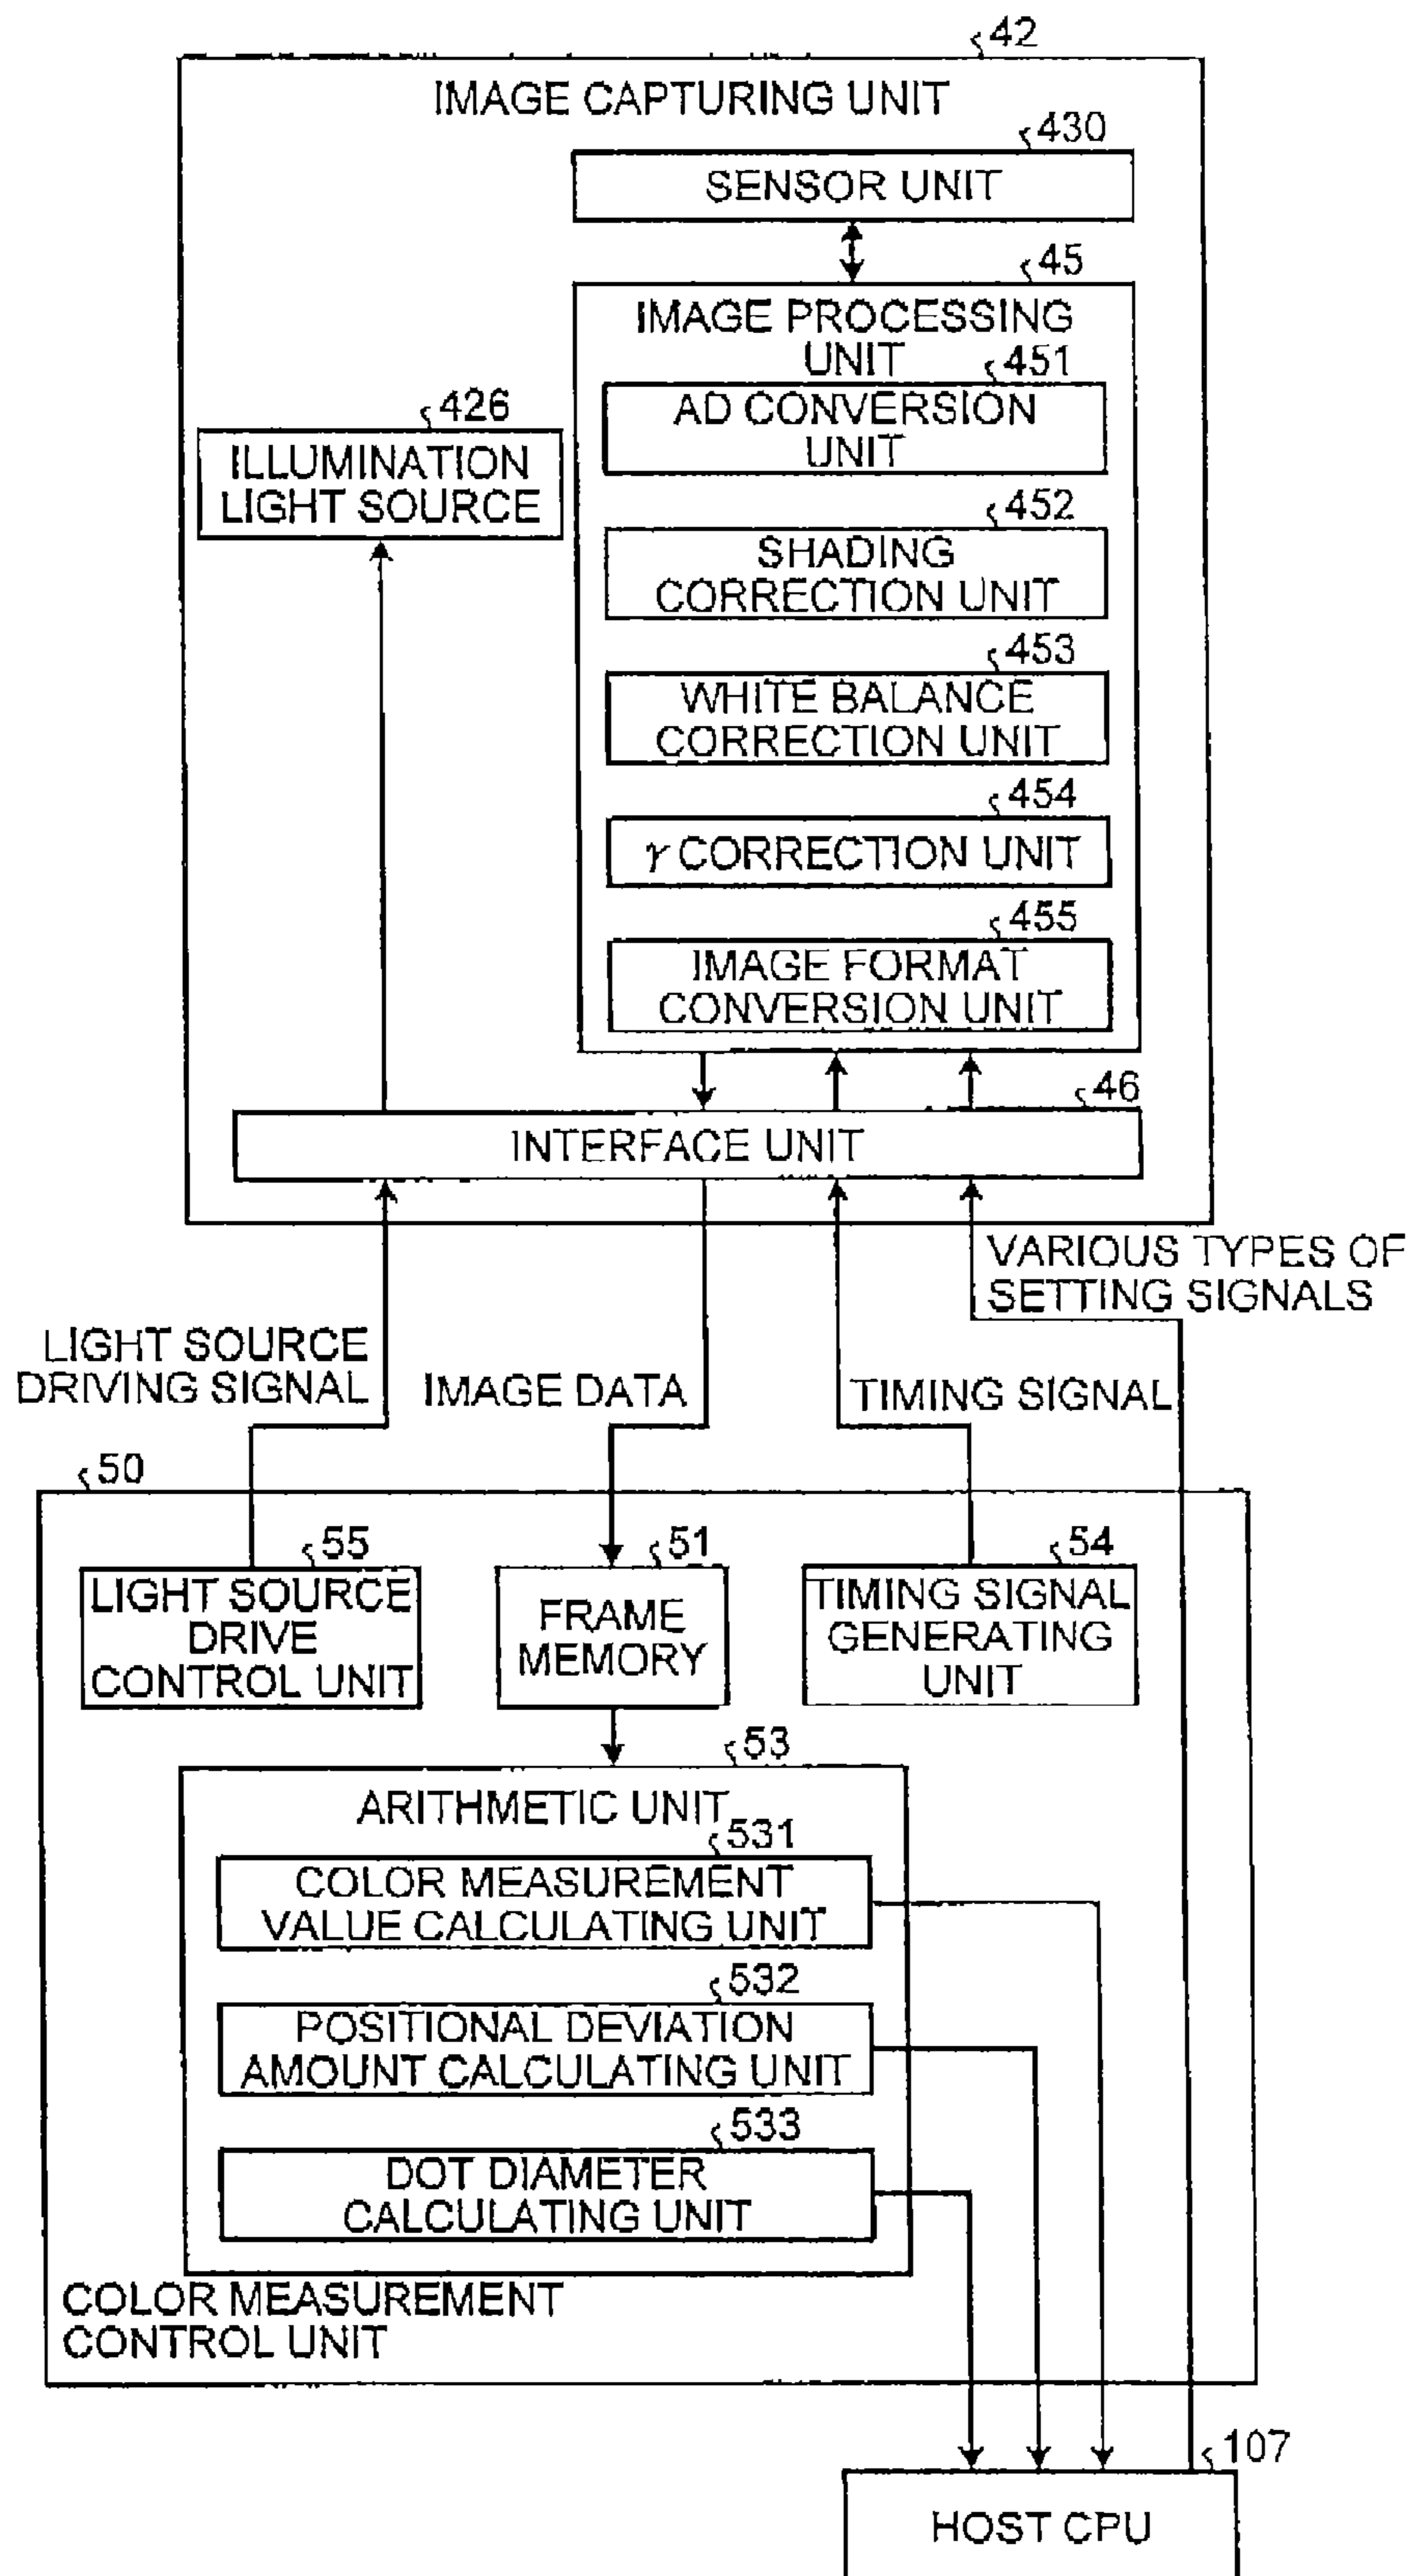 42
IMAGE CAPTURING UNIT
430
SENSOR UNIT
45
IMAGE PROCESSING
UNIT
451
AD CONVERSION
UNIT
426
ILLUMINATION
LIGHT SOURCE
452
SHADING
CORRECTION UNIT
453
WHITE BALANCE
CORRECTION UNIT
454
γ CORRECTION UNIT
455
IMAGE FORMAT
CONVERSION UNIT
46
INTERFACE UNIT
VARIOUS TYPES OF
SETTING SIGNALS
LIGHT SOURCE
DRIVING SIGNAL
IMAGE DATA
TIMING SIGNAL
50
55
LIGHT SOURCE
DRIVE
CONTROL UNIT
51
FRAME
MEMORY
54
TIMING SIGNAL
GENERATING
UNIT
53
ARITHMETIC UNIT
531
COLOR MEASUREMENT
VALUE CALCULATING UNIT
532
POSITIONAL DEVIATION
AMOUNT CALCULATING UNIT
533
DOT DIAMETER
CALCULATING UNIT
COLOR MEASUREMENT
CONTROL UNIT
107
HOST CPU